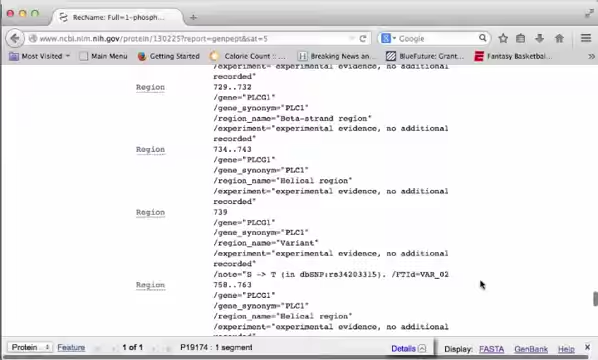 RecName: Full=1-phosph...
www.ncbi.nlm.nih.gov/protein/130225?report=genpept&sat=5
Google
Most Visited
Main Menu
Getting Started
Calorie Count : ...
Breaking News an...
BlueFuture: Grant...
Fantasy Basketbal...
/experiment="experimental evidence, no additional
recorded"
Region 729..732
/gene="PLCG1"
/gene_synonym="PLC1"
/region_name="Beta-strand region"
/experiment="experimental evidence, no additional
recorded"
Region 734..743
/gene="PLCG1"
/gene_synonym="PLC1"
/region_name="Helical region"
/experiment="experimental evidence, no additional
recorded"
Region 739
/gene="PLCG1"
/gene_synonym="PLC1"
/region_name="Variant"
/experiment="experimental evidence, no additional
recorded"
/note="S -> T (in dbSNP:rs34203315). /FTId=VAR_02
Region 758..763
/gene="PLCG1"
/gene_synonym="PLC1"
/region_name="Helical region"
/experiment="experimental evidence, no additional
Protein Feature 1 of 1 P19174 : 1 segment Details Display: FASTA GenBank Help